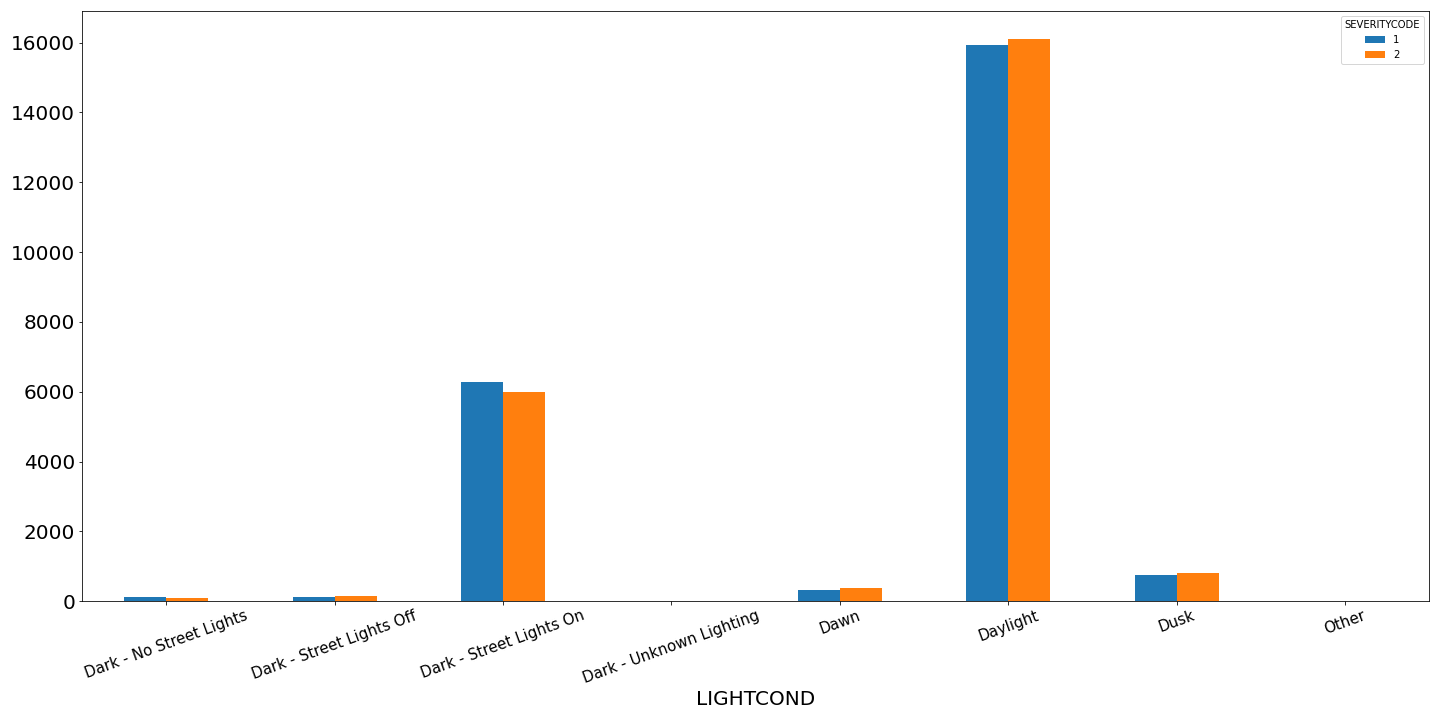 SEVERITYCODE
1
2
16000
14000
12000
10000
8000
6000
4000
2000
0
Dark - No Street Lights
Dark - Street Lights Off
Dark - Street Lights On
Dark - Unknown Lighting
Dawn
Daylight
Dusk
Other
LIGHTCOND